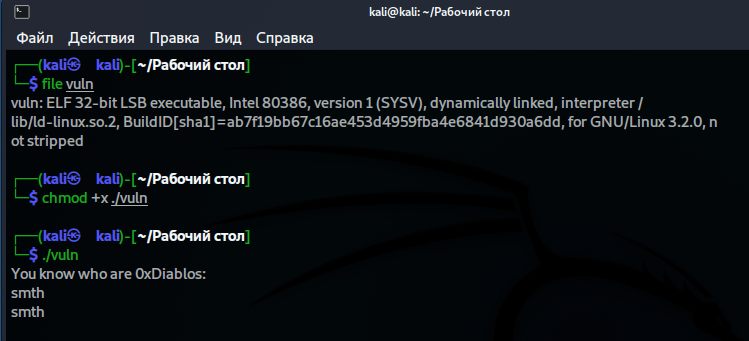 kali@kali: ~/Рабочий стол
Файл Действия Правка Вид Справка
┌──(kali㉿kali)-[~/Рабочий стол]
└─$ file vuln
vuln: ELF 32-bit LSB executable, Intel 80386, version 1 (SYSV), dynamically linked, interpreter /
lib/ld-linux.so.2, BuildID[sha1]=ab7f19bb67c16ae453d4959fba4e6841d930a6dd, for GNU/Linux 3.2.0, n
ot stripped
┌──(kali㉿kali)-[~/Рабочий стол]
└─$ chmod +x ./vuln
┌──(kali㉿kali)-[~/Рабочий стол]
└─$ ./vuln
You know who are 0xDiablos:
smth
smth